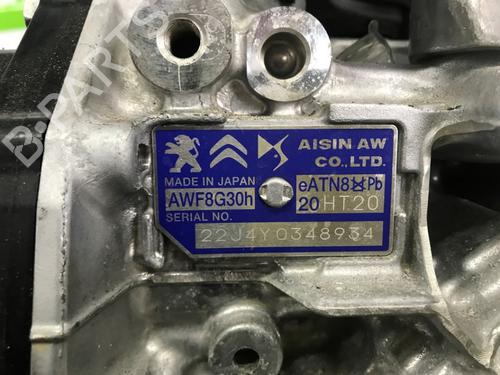 AISIN AW
CO.,LTD.
MADE IN JAPAN
AWF8G30h
eATN8 Pb
20HT20
SERIAL NO.
22J4Y0348934
B-PARTS